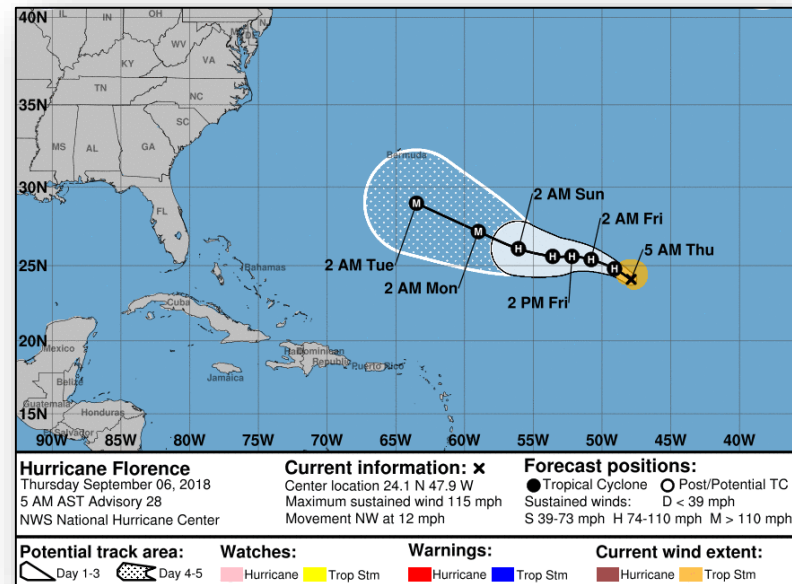 40N
35N
30N
25N
20N
15N
90W 85W 80W 75W 70W 65W 60W 55W 50W 45W 40W
IL IN OH
WV
KY VA
TN NC
SC
MS AL GA
FL
Bermuda
Bahamas
Cuba
Mexico
Jamaica
Dominican
Republic
Puerto Rico
Belize
Guatemala
Honduras
El Salvador
2 AM Sun
2 AM Fri
5 AM Thu
2 AM Tue
2 AM Mon
2 PM Fri
M M H H H H H
Hurricane Florence
Thursday September 06, 2018
5 AM AST Advisory 28
NWS National Hurricane Center
Current information: ×
Center location 24.1 N 47.9 W
Maximum sustained wind 115 mph
Movement NW at 12 mph
Forecast positions:
Tropical Cyclone Post/Potential TC
Sustained winds: D < 39 mph
S 39-73 mph H 74-110 mph M > 110 mph
Potential track area:
Day 1-3 Day 4-5
Watches:
Hurricane Trop Stm
Warnings:
Hurricane Trop Stm
Current wind extent:
Hurricane Trop Stm